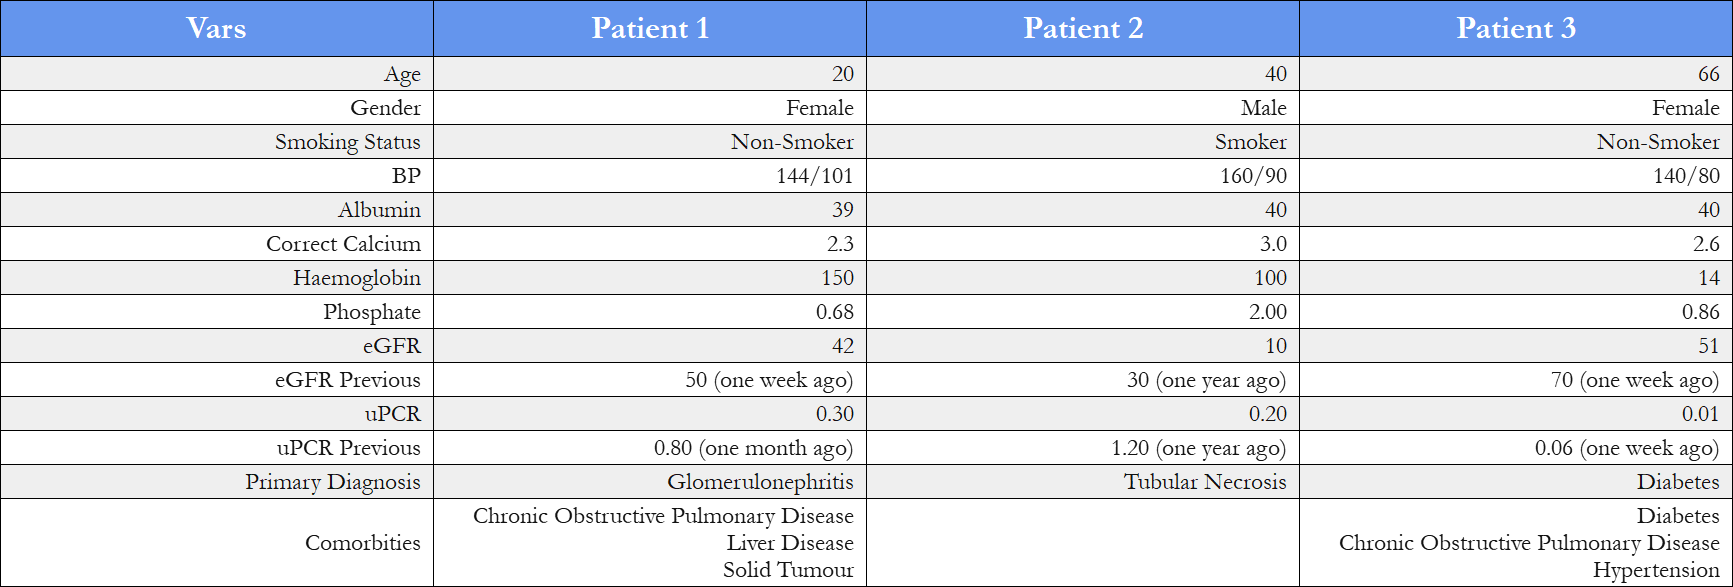 Vars Patient 1 Patient 2 Patient 3
Age 20 40 66
Gender Female Male Female
Smoking Status Non-Smoker Smoker Non-Smoker
BP 144/101 160/90 140/80
Albumin 39 40 40
Correct Calcium 2.3 3.0 2.6
Haemoglobin 150 100 14
Phosphate 0.68 2.00 0.86
eGFR 42 10 51
eGFR Previous 50 (one week ago) 30 (one year ago) 70 (one week ago)
uPCR 0.30 0.20 0.01
uPCR Previous 0.80 (one month ago) 1.20 (one year ago) 0.06 (one week ago)
Primary Diagnosis Glomerulonephritis Tubular Necrosis Diabetes
Chronic Obstructive Pulmonary Disease Diabetes
Comorbities Liver Disease Chronic Obstructive Pulmonary Disease
Solid Tumour Hypertension